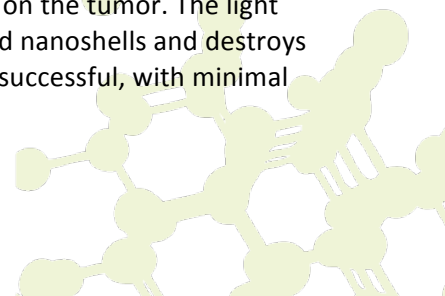 on the tumor. The light
d nanoshells and destroys
successful, with minimal